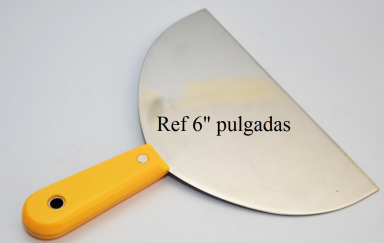 Ref 6" pulgadas